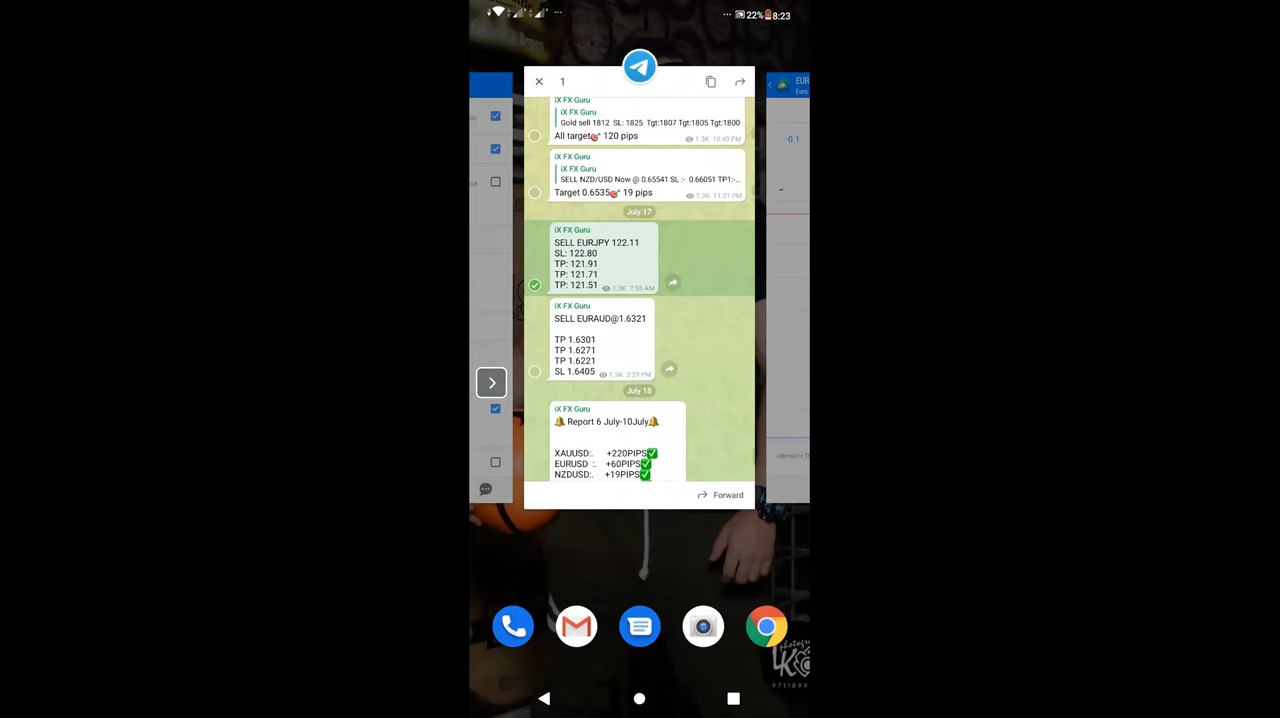 22% 8:23
1
iX FX Guru
iX FX Guru
Gold sell 1812 SL: 1825 Tgt:1807 Tgt:1805 Tgt:1800
All target🎯 120 pips
1.3K 10:40 PM
iX FX Guru
iX FX Guru
SELL NZD/USD Now @ 0.65541 SL :- 0.66051 TP1:-...
Target 0.6535🎯 19 pips
1.3K 11:21 PM
July 17
iX FX Guru
SELL EURJPY 122.11
SL: 122.80
TP: 121.91
TP: 121.71
TP: 121.51 1.3K 7:55 AM
iX FX Guru
SELL EURAUD@1.6321
TP 1.6301
TP 1.6271
TP 1.6221
SL 1.6405 1.3K 2:29 PM
July 18
iX FX Guru
🔔 Report 6 July-10July🔔
XAUUSD:. +220PIPS✅
EURUSD :. +60PIPS✅
NZDUSD:. +19PIPS✅
Forward
EUR
Euro
-0.1